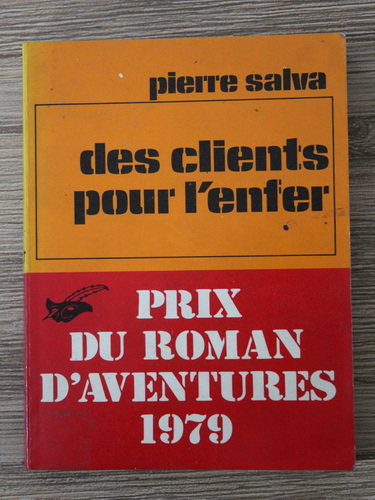 pierre salva
des clients
pour l'enfer
PRIX
DU ROMAN
D'AVENTURES
1979